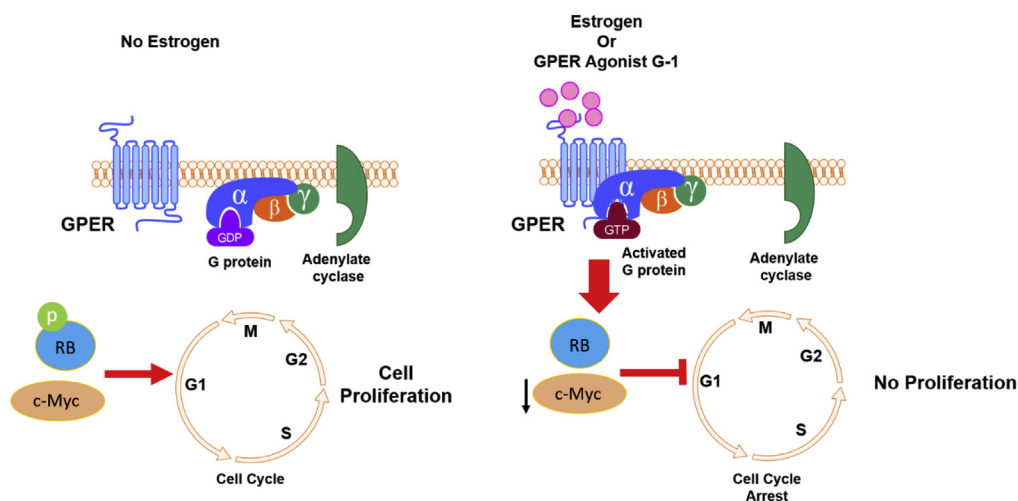 No Estrogen
GPER
α
β
γ
GDP
G protein
Adenylate
cyclase
p
RB
c-Myc
M
G2
G1
S
Cell
Proliferation
Cell Cycle
Estrogen
Or
GPER Agonist G-1
GPER
α
β
γ
GTP
Activated
G protein
Adenylate
cyclase
RB
c-Myc
M
G2
G1
S
No Proliferation
Cell Cycle
Arrest